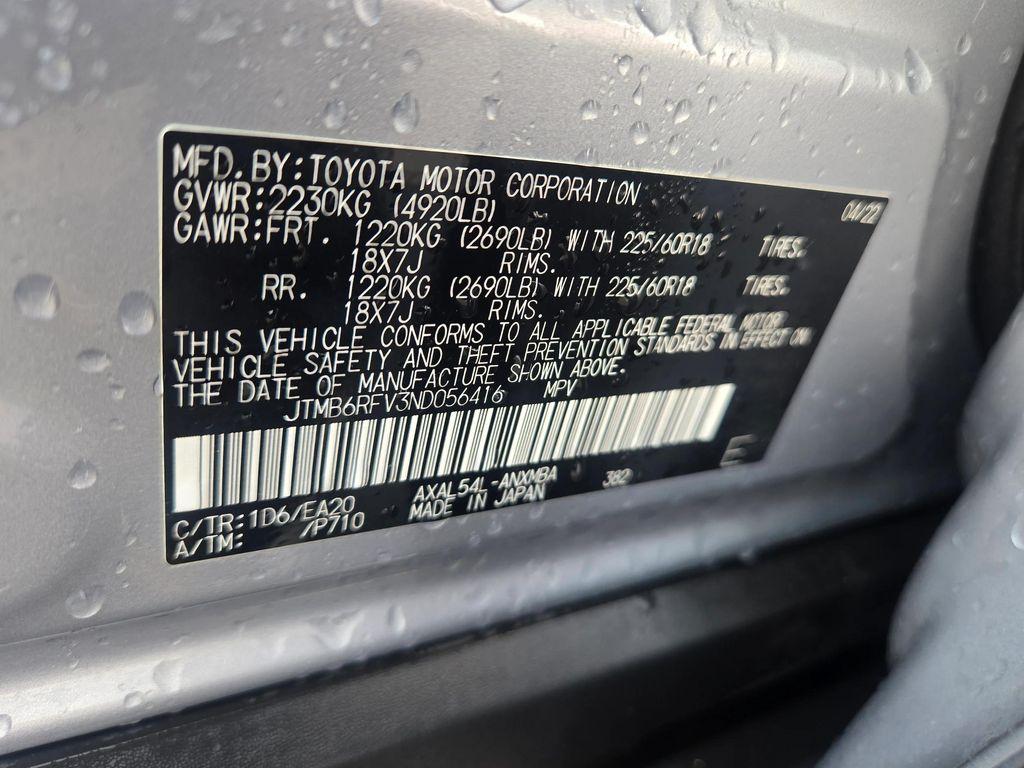 MFD. BY: TOYOTA MOTOR CORPORATION 04/22
GVWR: 2230KG (4920LB)
GAWR: FRT. 1220KG (2690LB) WITH 225/60R18 TIRES.
18X7J RIMS.
RR. 1220KG (2690LB) WITH 225/60R18 TIRES.
18X7J RIMS.
THIS VEHICLE CONFORMS TO ALL APPLICABLE FEDERAL MOTOR
VEHICLE SAFETY AND THEFT PREVENTION STANDARDS IN EFFECT ON
THE DATE OF MANUFACTURE SHOWN ABOVE.
JTMB6RFV3ND056416 MPV
E
C/TR: 1D6/EA20 AXAL54L-ANXMBA 382
A/TM: /P710 MADE IN JAPAN